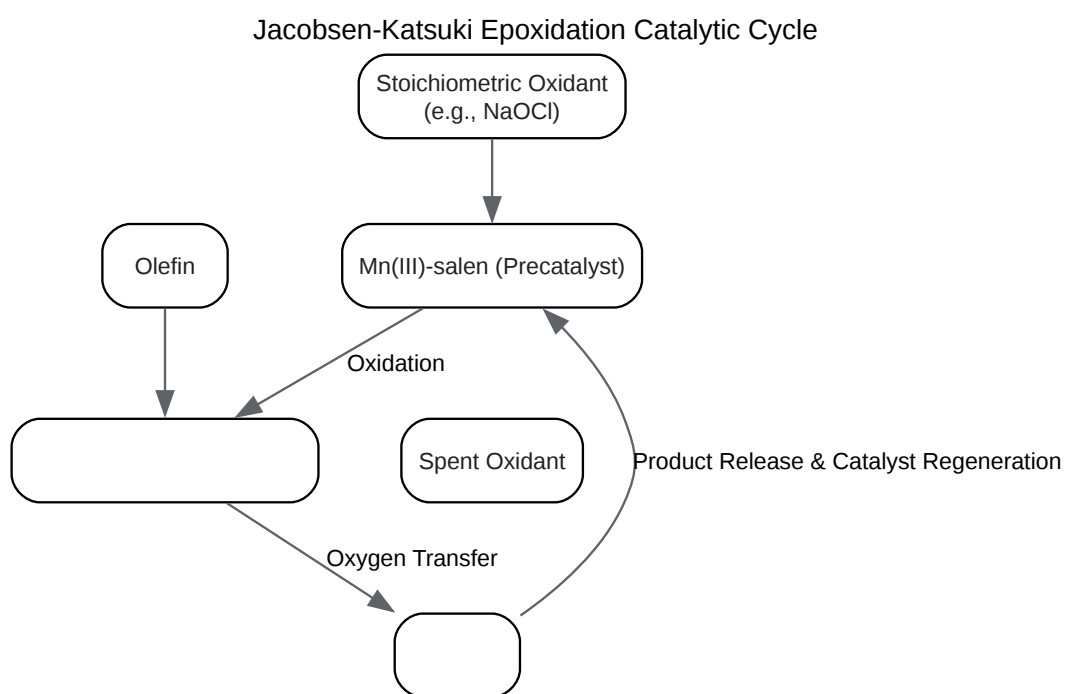 Jacobsen-Katsuki Epoxidation Catalytic Cycle
Stoichiometric Oxidant
(e.g., NaOCl)
Olefin
Mn(III)-salen (Precatalyst)
Oxidation
Spent Oxidant
Product Release & Catalyst Regeneration
Oxygen Transfer